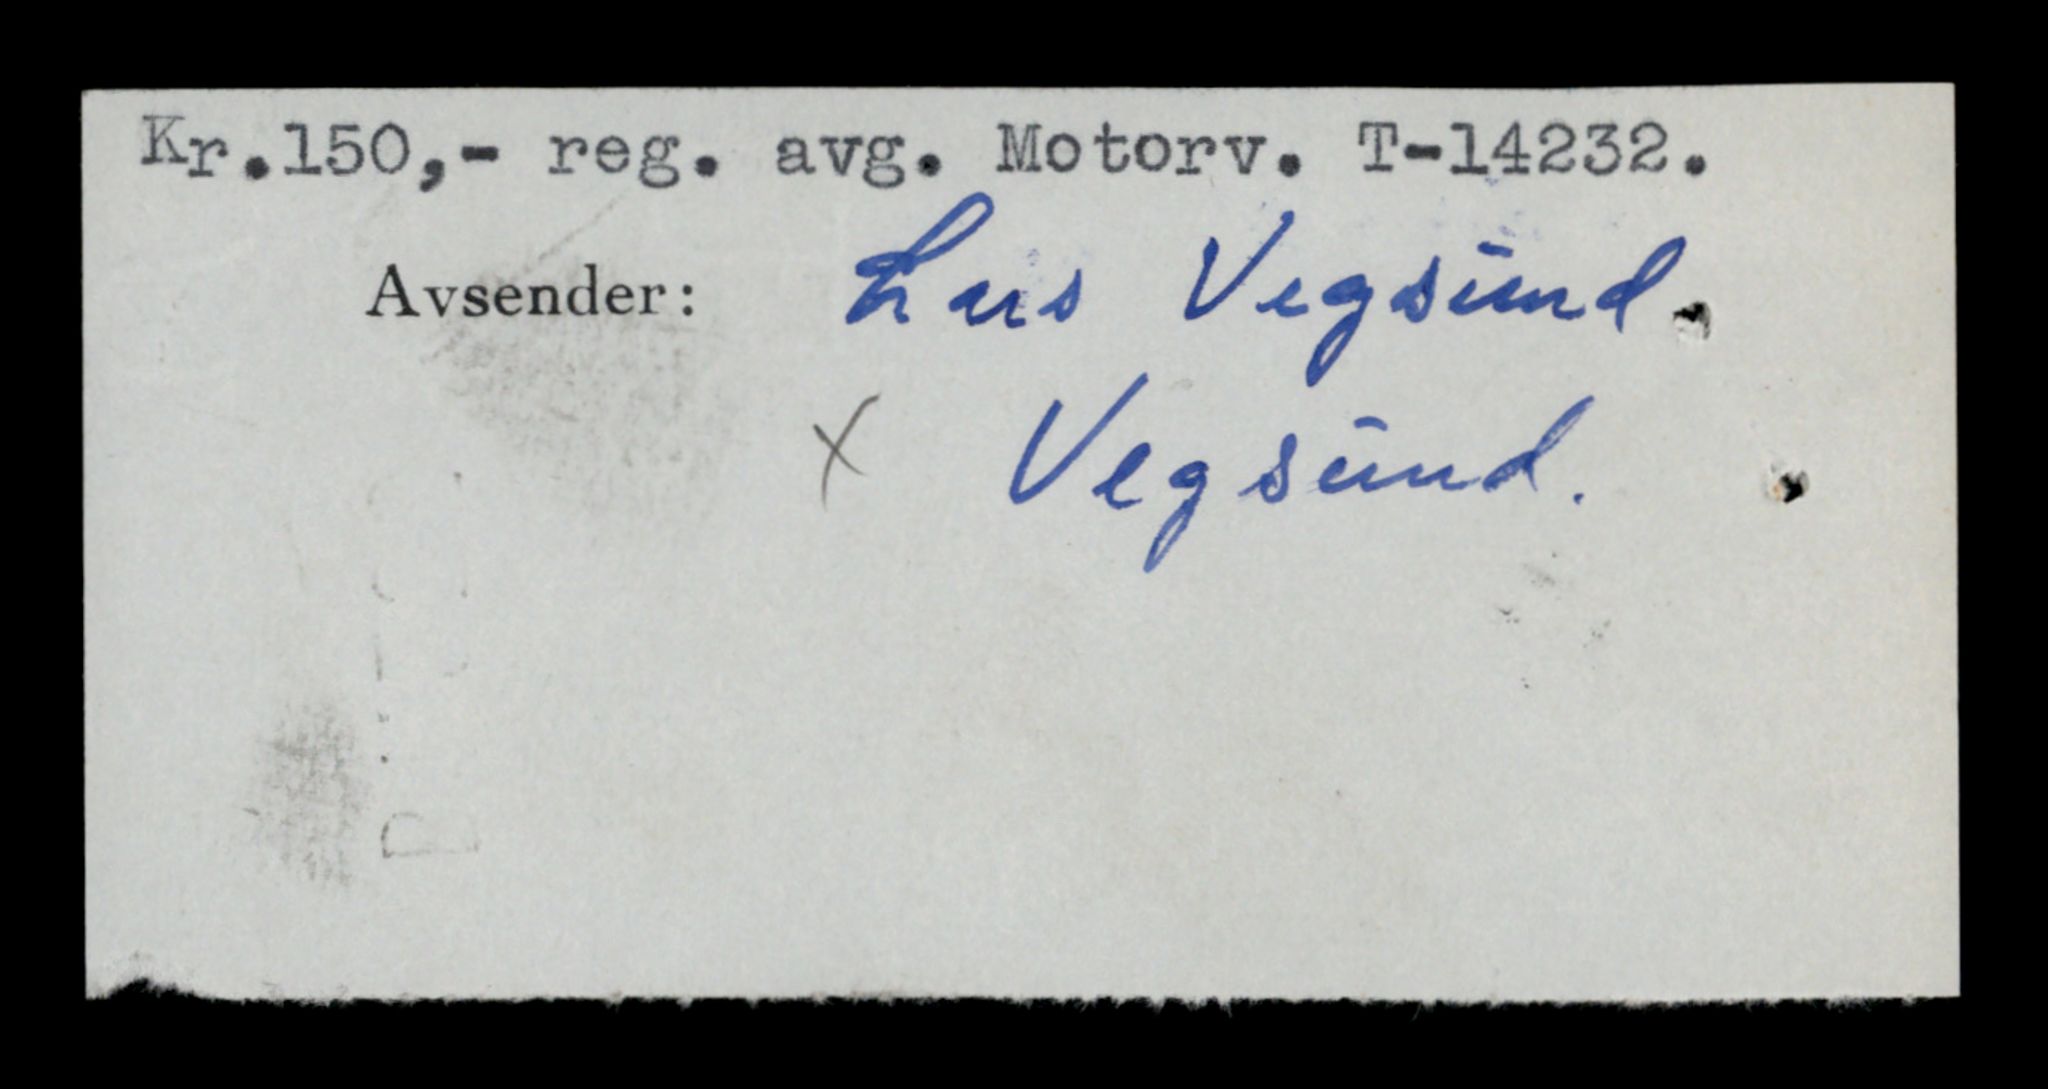 Kr.150,- reg. avg. Motorv. T-14232.
Avsender: Lars Vegsund.
x Vegsund.